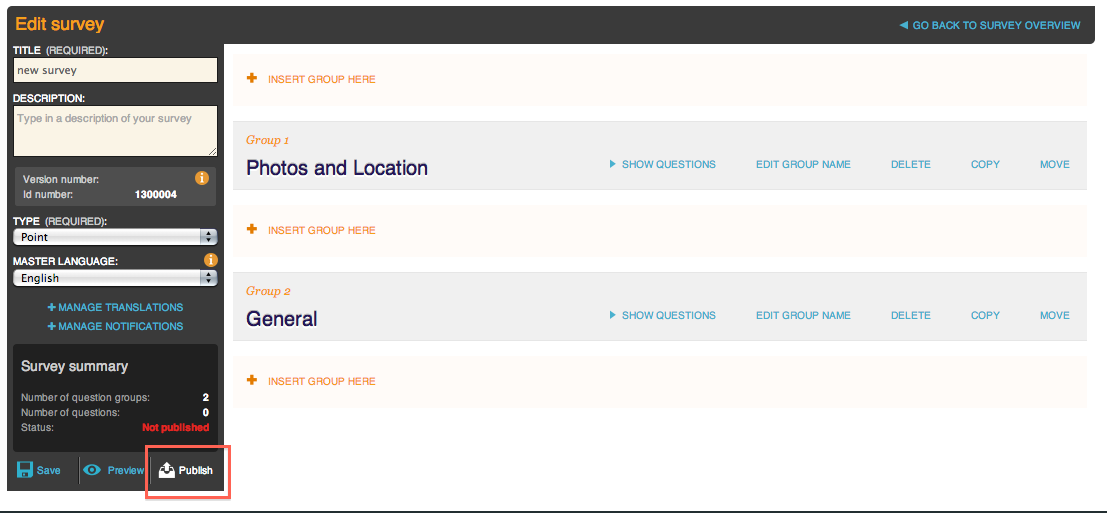 Edit survey
GO BACK TO SURVEY OVERVIEW
TITLE (REQUIRED):
new survey
DESCRIPTION:
Type in a description of your survey
Version number:
Id number: 1300004
TYPE (REQUIRED):
Point
MASTER LANGUAGE:
English
MANAGE TRANSLATIONS
MANAGE NOTIFICATIONS
Survey summary
Number of question groups: 2
Number of questions: 0
Status: Not published
Save Preview Publish
INSERT GROUP HERE
Group 1
Photos and Location SHOW QUESTIONS EDIT GROUP NAME DELETE COPY MOVE
INSERT GROUP HERE
Group 2
General SHOW QUESTIONS EDIT GROUP NAME DELETE COPY MOVE
INSERT GROUP HERE